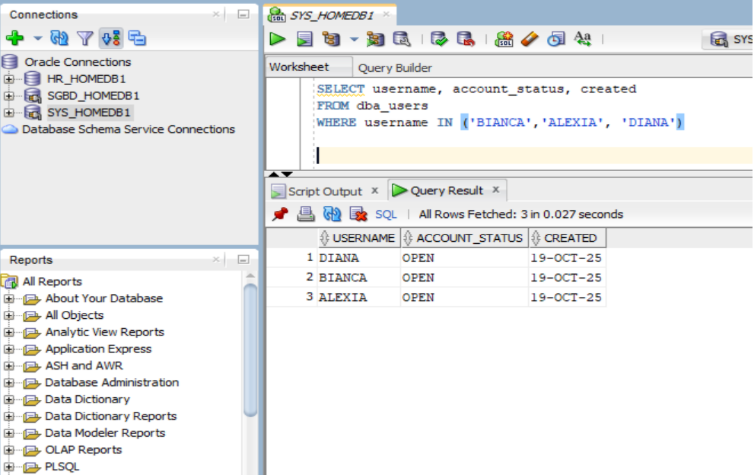 Connections
Oracle Connections
HR_HOMEDB1
SGBD_HOMEDB1
SYS_HOMEDB1
Database Schema Service Connections
Reports
All Reports
About Your Database
All Objects
Analytic View Reports
Application Express
ASH and AWR
Database Administration
Data Dictionary
Data Dictionary Reports
Data Modeler Reports
OLAP Reports
PLSQL
SYS_HOMEDB1
SYS
Worksheet Query Builder
SELECT username, account_status, created
FROM dba_users
WHERE username IN ('BIANCA','ALEXIA', 'DIANA')
Script Output x Query Result x
SQL | All Rows Fetched: 3 in 0.027 seconds
USERNAME ACCOUNT_STATUS CREATED
1 DIANA OPEN 19-OCT-25
2 BIANCA OPEN 19-OCT-25
3 ALEXIA OPEN 19-OCT-25